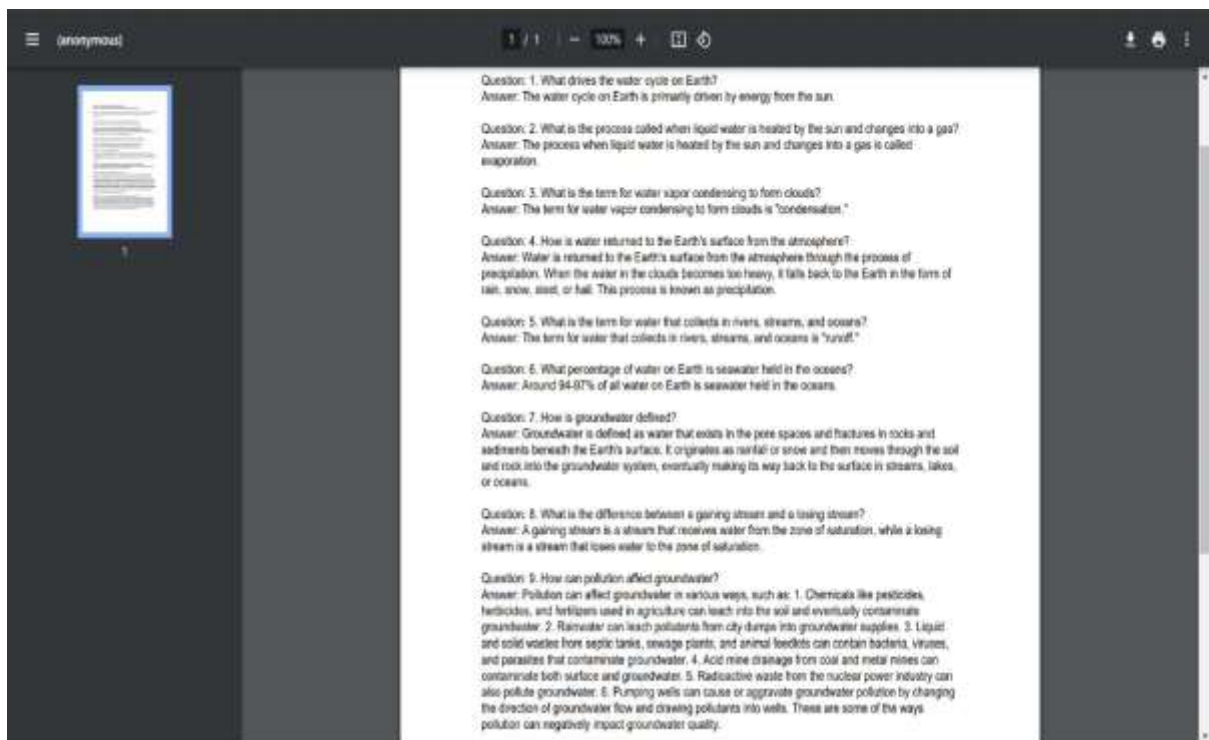 (anonymous)
1 / 1
100%
Question: 1. What drives the water cycle on Earth?
Answer: The water cycle on Earth is primarily driven by energy from the sun.
Question: 2. What is the process called when liquid water is heated by the sun and changes into a gas?
Answer: The process when liquid water is heated by the sun and changes into a gas is called
evaporation.
Question: 3. What is the term for water vapor condensing to form clouds?
Answer: The term for water vapor condensing to form clouds is "condensation."
Question: 4. How is water returned to the Earth's surface from the atmosphere?
Answer: Water is returned to the Earth's surface from the atmosphere through the process of
precipitation. When the water in the clouds becomes too heavy, it falls back to the Earth in the form of
rain, snow, sleet, or hail. This process is known as precipitation.
Question: 5. What is the term for water that collects in rivers, streams, and oceans?
Answer: The term for water that collects in rivers, streams, and oceans is "runoff."
Question: 6. What percentage of water on Earth is seawater held in the oceans?
Answer: Around 94-97% of all water on Earth is seawater held in the oceans.
Question: 7. How is groundwater defined?
Answer: Groundwater is defined as water that exists in the pore spaces and fractures in rocks and
sediments beneath the Earth's surface. It originates as rainfall or snow and then moves through the soil
and rock into the groundwater system, eventually making its way back to the surface in streams, lakes,
or oceans.
Question: 8. What is the difference between a gaining stream and a losing stream?
Answer: A gaining stream is a stream that receives water from the zone of saturation, while a losing
stream is a stream that loses water to the zone of saturation.
Question: 9. How can pollution affect groundwater?
Answer: Pollution can affect groundwater in various ways, such as: 1. Chemicals like pesticides,
herbicides, and fertilizers used in agriculture can leach into the soil and eventually contaminate
groundwater. 2. Rainwater can leach pollutants from city dumps into groundwater supplies. 3. Liquid
and solid wastes from septic tanks, sewage plants, and animal feedlots can contain bacteria, viruses,
and parasites that contaminate groundwater. 4. Acid mine drainage from coal and metal mines can
contaminate both surface and groundwater. 5. Radioactive waste from the nuclear power industry can
also pollute groundwater. 6. Pumping wells can cause or aggravate groundwater pollution by changing
the direction of groundwater flow and drawing pollutants into wells. These are some of the ways
pollution can negatively impact groundwater quality.
1